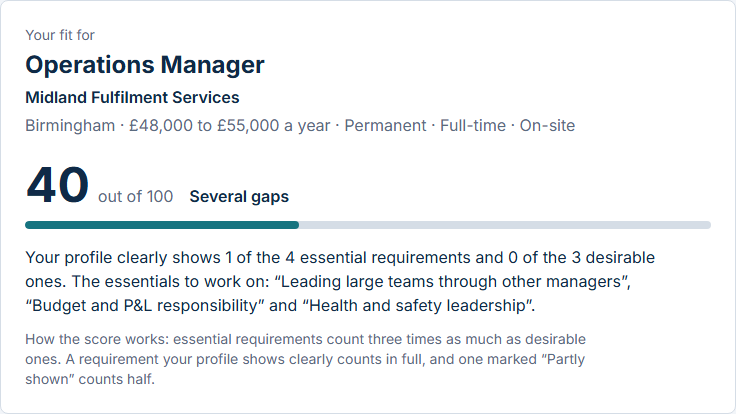 Your fit for
Operations Manager
Midland Fulfilment Services
Birmingham · £48,000 to £55,000 a year · Permanent · Full-time · On-site
40 out of 100 Several gaps
Your profile clearly shows 1 of the 4 essential requirements and 0 of the 3 desirable
ones. The essentials to work on: “Leading large teams through other managers”,
“Budget and P&L responsibility” and “Health and safety leadership”.
How the score works: essential requirements count three times as much as desirable
ones. A requirement your profile shows clearly counts in full, and one marked “Partly
shown” counts half.